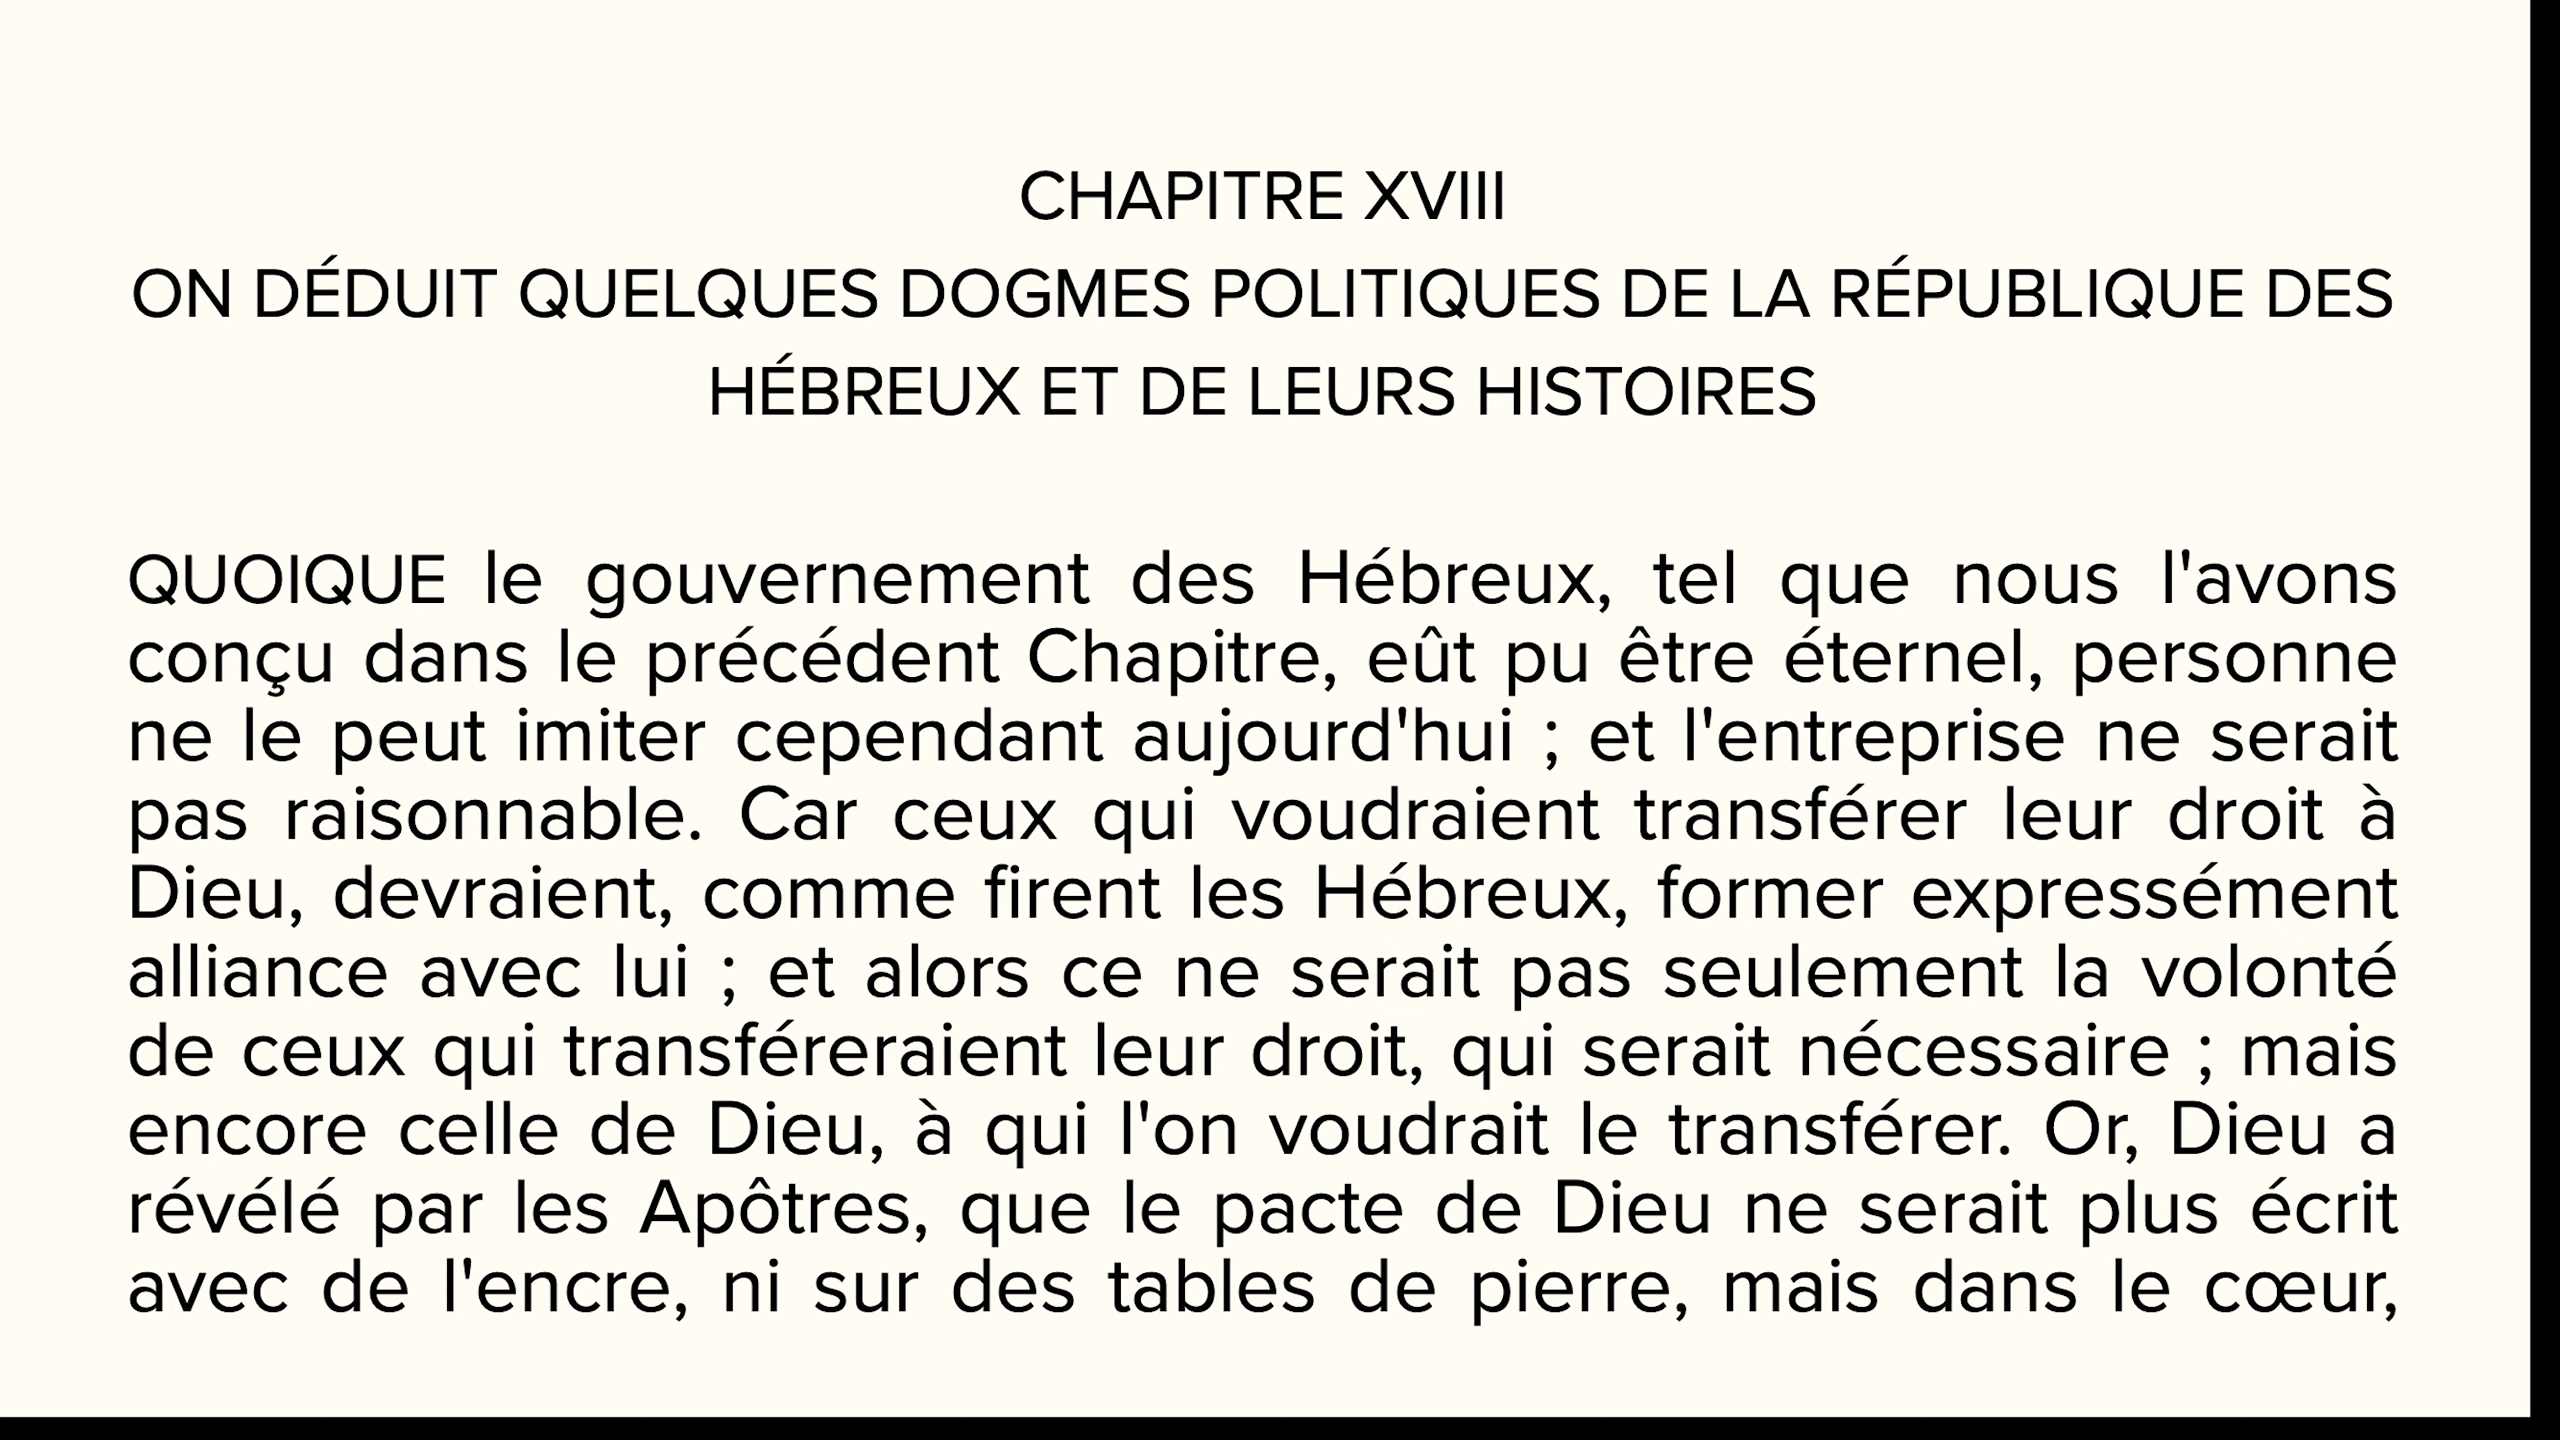 CHAPITRE XVIII
ON DÉDUIT QUELQUES DOGMES POLITIQUES DE LA RÉPUBLIQUE DES
HÉBREUX ET DE LEURS HISTOIRES
QUOIQUE le gouvernement des Hébreux, tel que nous l'avons
conçu dans le précédent Chapitre, eût pu être éternel, personne
ne le peut imiter cependant aujourd'hui ; et l'entreprise ne serait
pas raisonnable. Car ceux qui voudraient transférer leur droit à
Dieu, devraient, comme firent les Hébreux, former expressément
alliance avec lui ; et alors ce ne serait pas seulement la volonté
de ceux qui transféreraient leur droit, qui serait nécessaire ; mais
encore celle de Dieu, à qui l'on voudrait le transférer. Or, Dieu a
révélé par les Apôtres, que le pacte de Dieu ne serait plus écrit
avec de l'encre, ni sur des tables de pierre, mais dans le cœur,